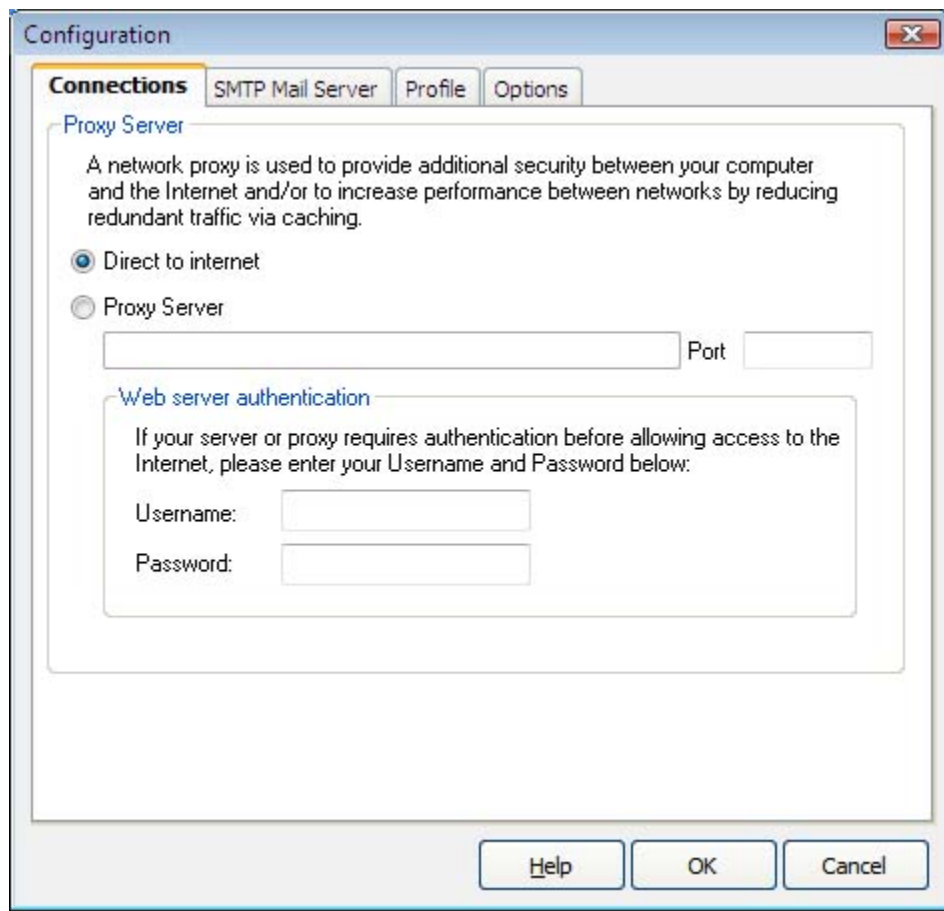 Configuration
Connections SMTP Mail Server Profile Options
Proxy Server
A network proxy is used to provide additional security between your computer
and the Internet and/or to increase performance between networks by reducing
redundant traffic via caching.
Direct to internet
Proxy Server
Port
Web server authentication
If your server or proxy requires authentication before allowing access to the
Internet, please enter your Username and Password below:
Username:
Password:
Help OK Cancel